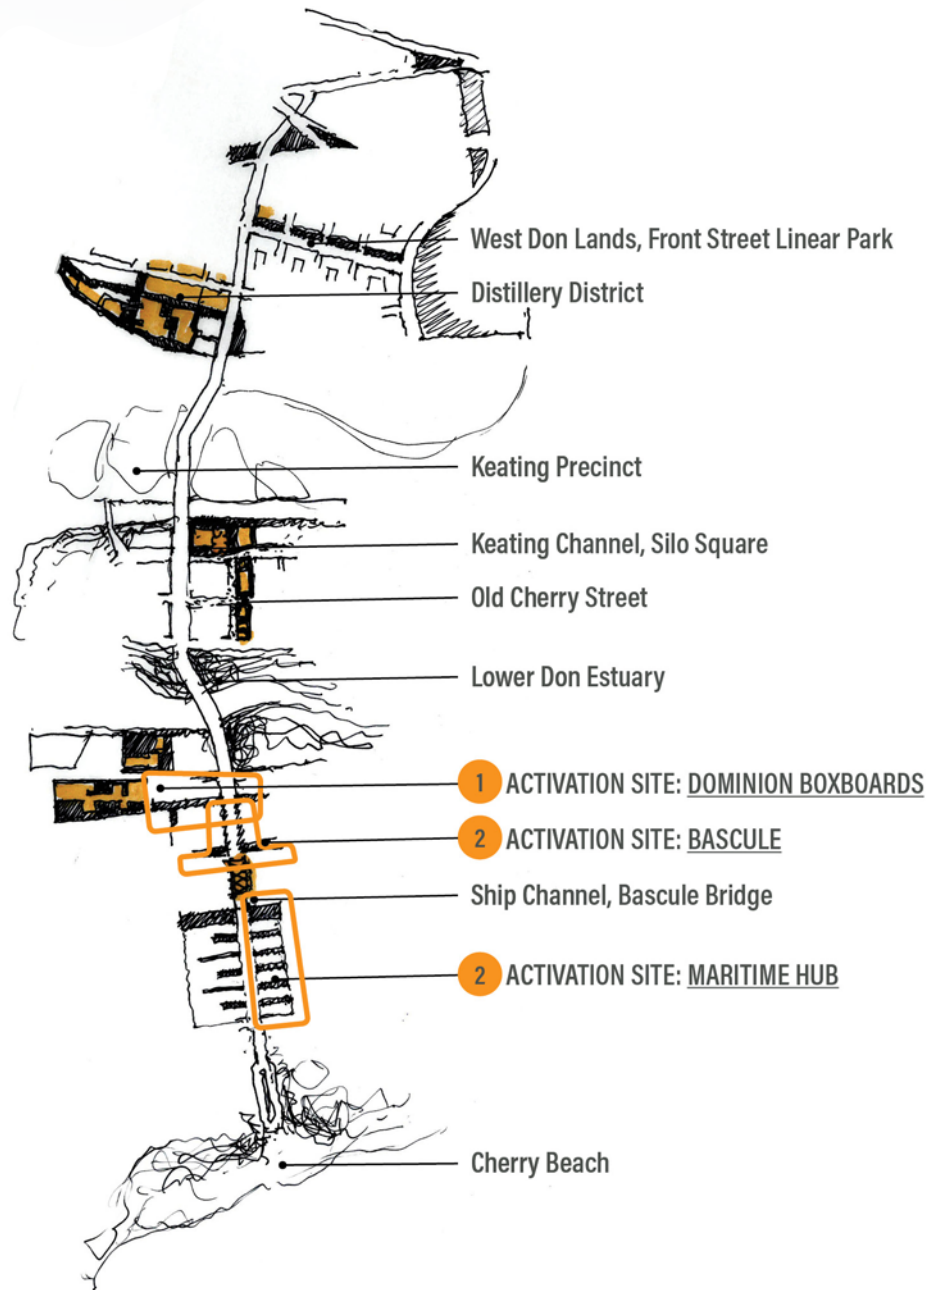 West Don Lands, Front Street Linear Park
Distillery District
Keating Precinct
Keating Channel, Silo Square
Old Cherry Street
Lower Don Estuary
1 ACTIVATION SITE: DOMINION BOXBOARDS
2 ACTIVATION SITE: BASCULE
Ship Channel, Bascule Bridge
2 ACTIVATION SITE: MARITIME HUB
Cherry Beach